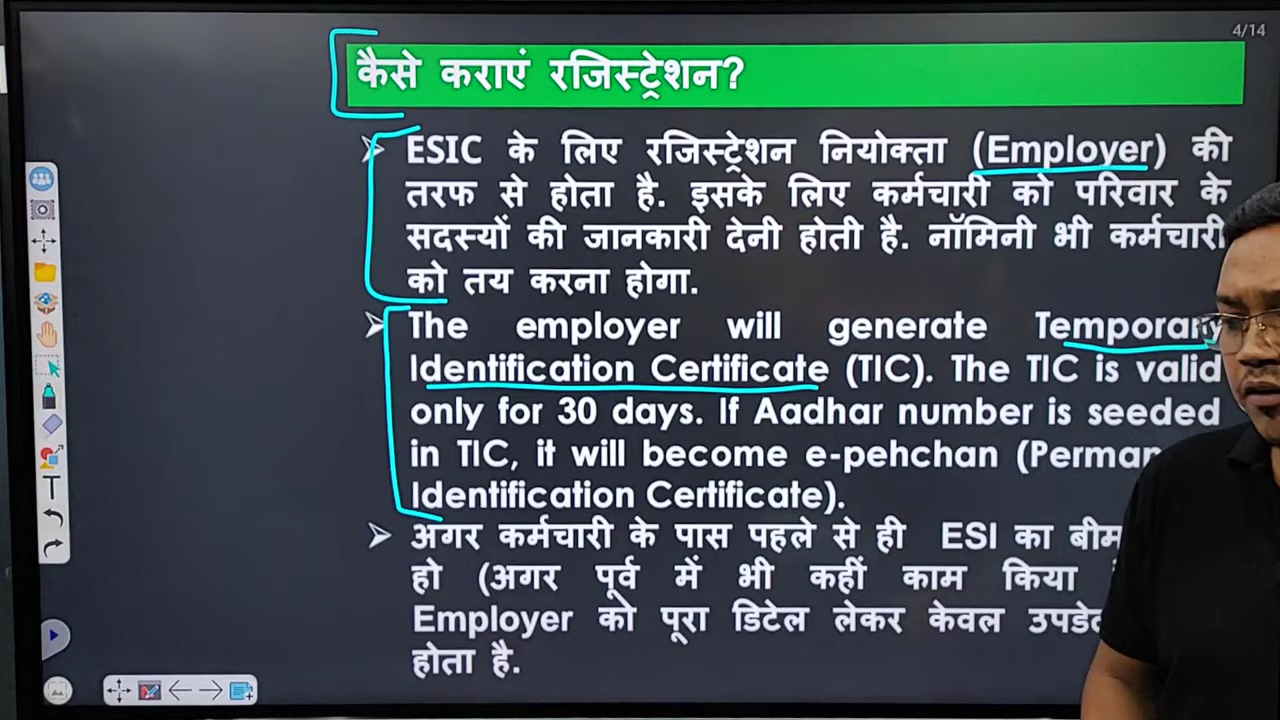 4/14
कैसे कराएं रजिस्ट्रेशन?
ESIC के लिए रजिस्ट्रेशन नियोक्ता (Employer) की
तरफ से होता है. इसके लिए कर्मचारी को परिवार के
सदस्यों की जानकारी देनी होती है. नॉमिनी भी कर्मचारी
को तय करना होगा.
The employer will generate Temporary
Identification Certificate (TIC). The TIC is valid
only for 30 days. If Aadhar number is seeded
in TIC, it will become e-pehchan
Identification Certificate).
अगर कर्मचारी के पास पहले से ही ESI का
हो (अगर पूर्व में भी कहीं काम किया
Employer को पूरा डिटेल लेकर केवल
होता है.